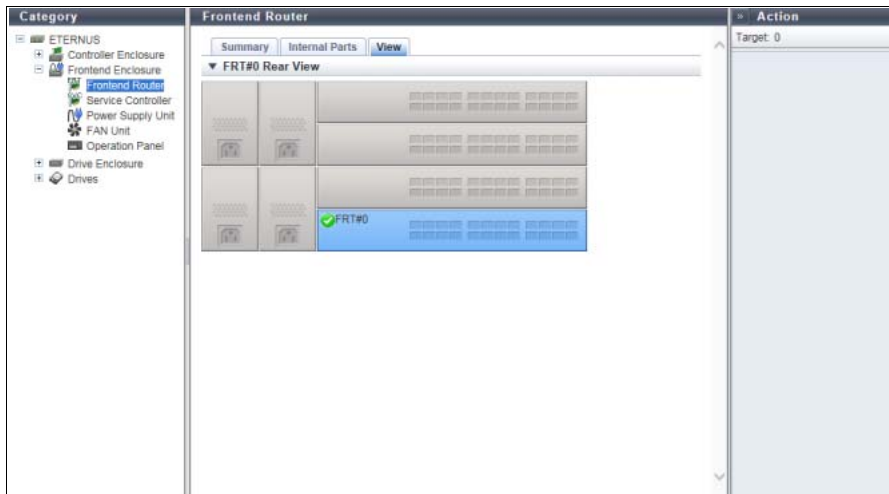 Category
ETERNUS
Controller Enclosure
Frontend Enclosure
Frontend Router
Service Controller
Power Supply Unit
FAN Unit
Operation Panel
Drive Enclosure
Drives
Frontend Router
Summary
Internal Parts
View
▼ FRT#0 Rear View
FRT#0
» Action
Target: 0